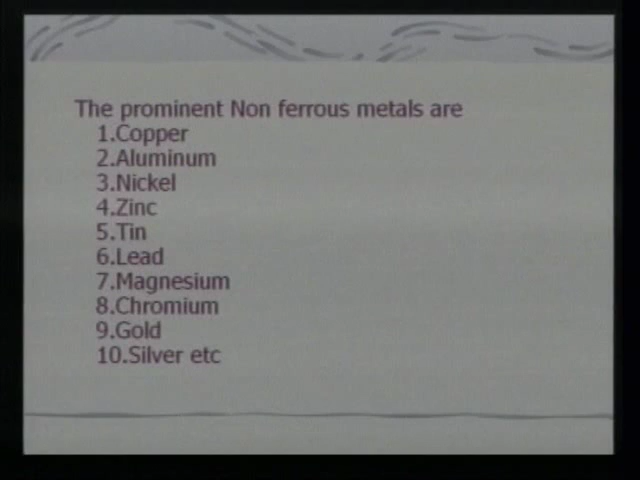 The prominent Non ferrous metals are
1.Copper
2.Aluminum
3.Nickel
4.Zinc
5.Tin
6.Lead
7.Magnesium
8.Chromium
9.Gold
10.Silver etc